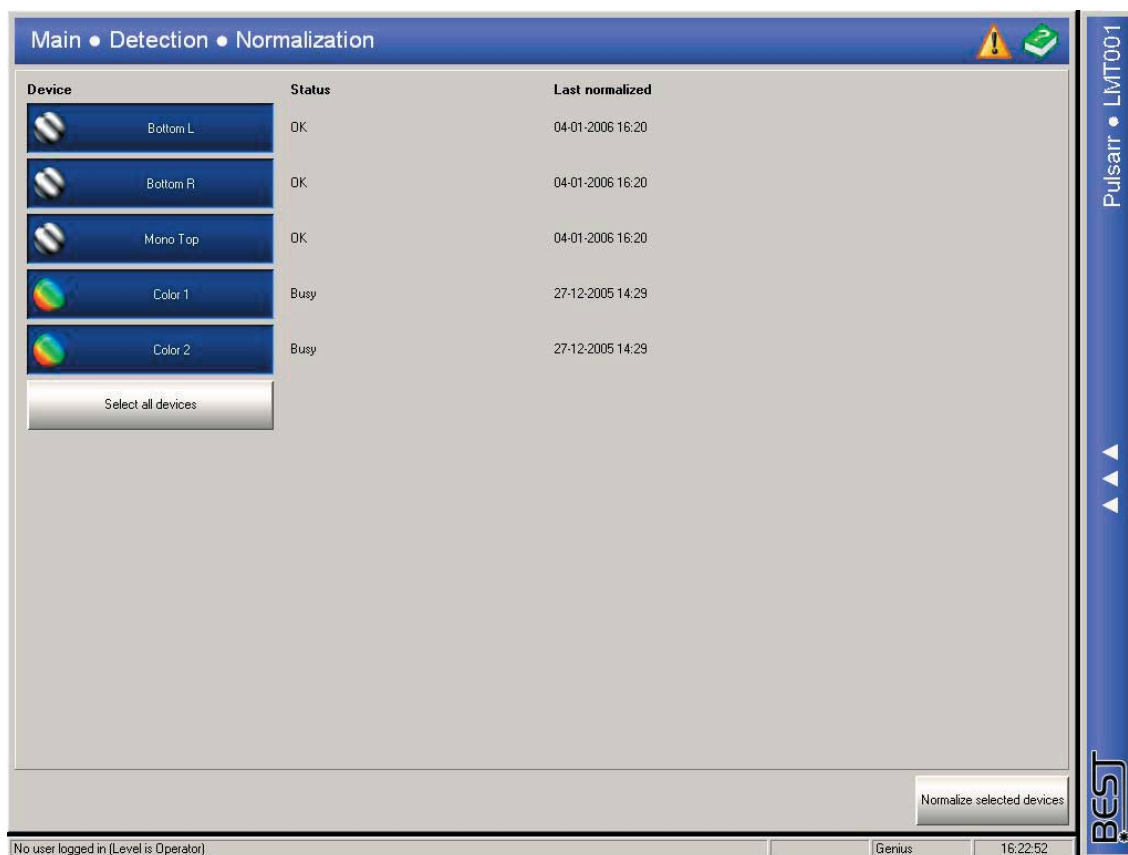 Main ● Detection ● Normalization
Device Status Last normalized
Bottom L OK 04-01-2006 16:20
Bottom R OK 04-01-2006 16:20
Mono Top OK 04-01-2006 16:20
Color 1 Busy 27-12-2005 14:29
Color 2 Busy 27-12-2005 14:29
Select all devices
Normalize selected devices
No user logged in (Level is Operator) Genius 16:22:52
Pulsarr ● LMT001
BEST